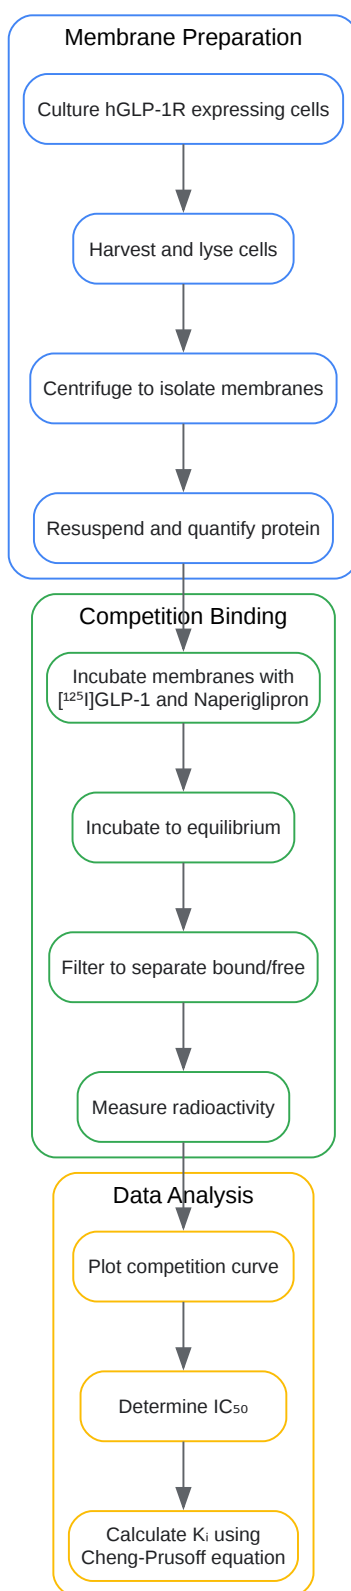 Membrane Preparation
Culture hGLP-1R expressing cells
Harvest and lyse cells
Centrifuge to isolate membranes
Resuspend and quantify protein
Competition Binding
Incubate membranes with
[¹²⁵I]GLP-1 and Naperiglipron
Incubate to equilibrium
Filter to separate bound/free
Measure radioactivity
Data Analysis
Plot competition curve
Determine IC₅₀
Calculate Kᵢ using
Cheng-Prusoff equation